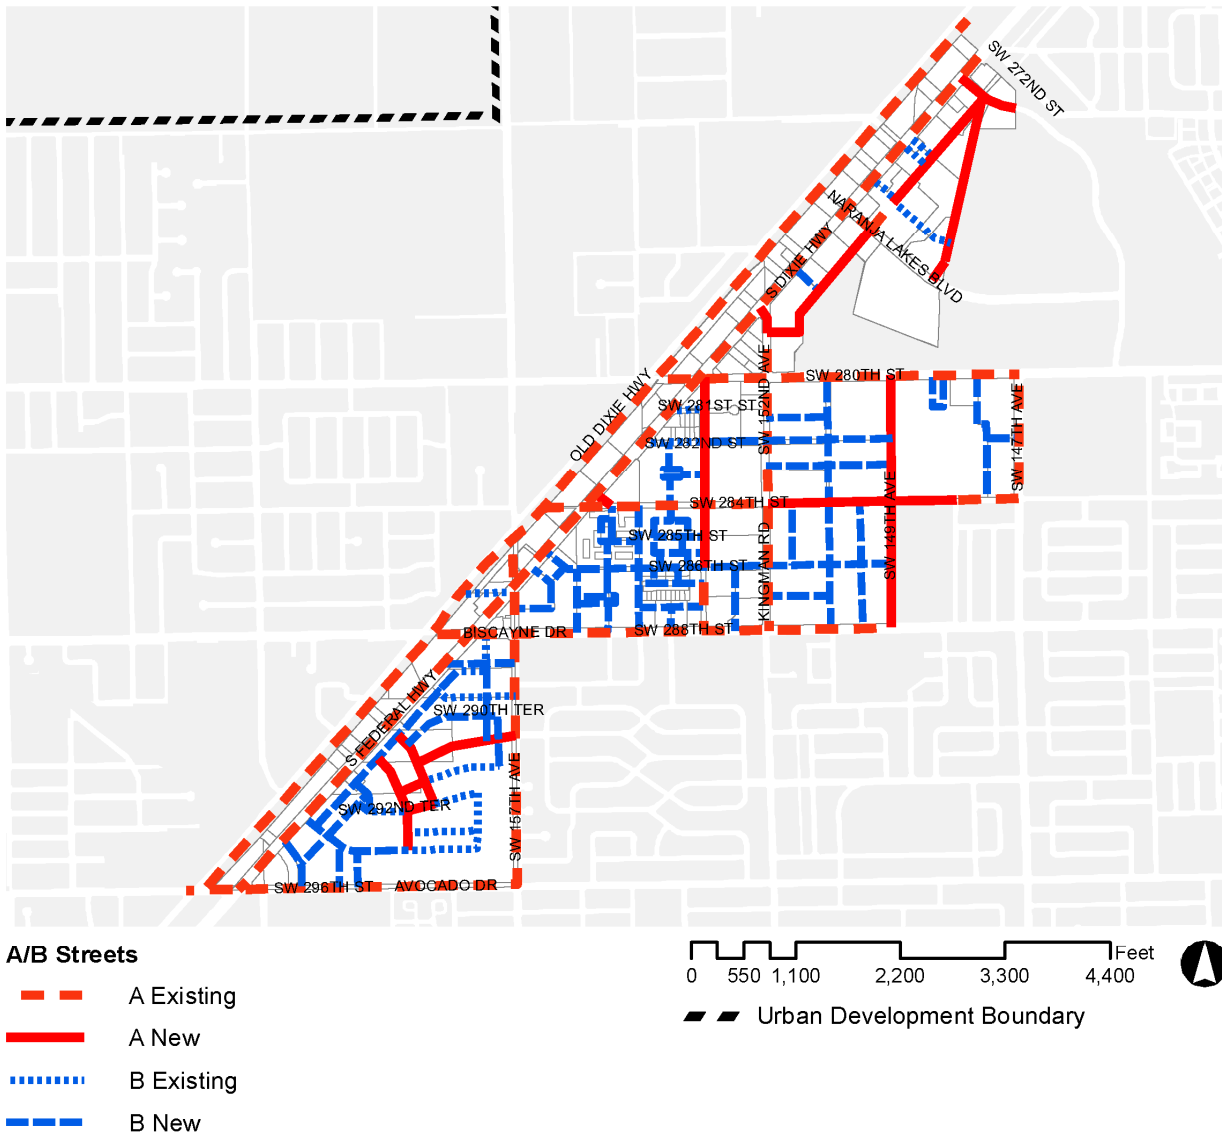 SW 272ND ST
NARANJA LAKES BLVD
S DIXIE HWY
OLD DIXIE HWY
SW 152ND AVE
SW 280TH ST
SW 281ST ST
SW 147TH AVE
SW 282ND ST
SW 284TH ST
SW 149TH AVE
SW 285TH ST
SW 286TH ST
KINGMAN RD
BISCAYNE DR
SW 288TH ST
S FEDERAL HWY
SW 290TH TER
SW 157TH AVE
SW 292ND TER
SW 296TH ST
AVOCADO DR
A/B Streets
A Existing
A New
B Existing
B New
Feet
0 550 1,100 2,200 3,300 4,400
Urban Development Boundary